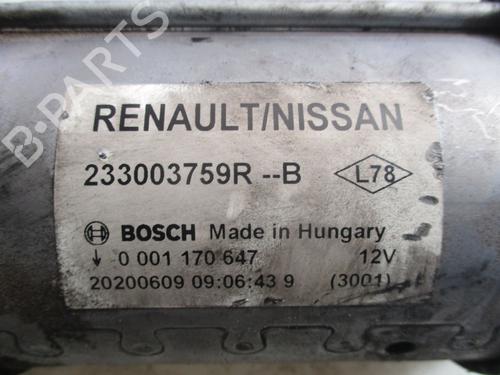 RENAULT/NISSAN
233003759R --B L78
BOSCH Made in Hungary
↓ 0 001 170 647 12V
20200609 09:06:43 9 (3001)
B-PARTS